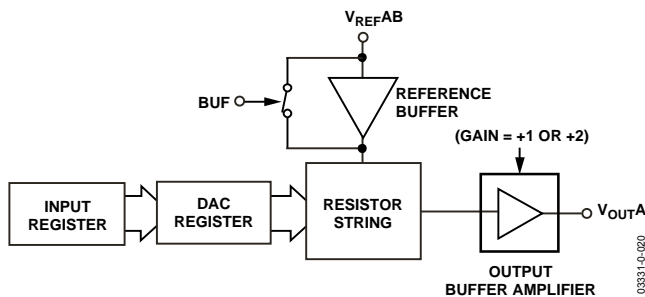 VREFAB
BUF
REFERENCE
BUFFER
(GAIN = +1 OR +2)
INPUT
REGISTER
DAC
REGISTER
RESISTOR
STRING
VOUTA
OUTPUT
BUFFER AMPLIFIER
03331-0-020